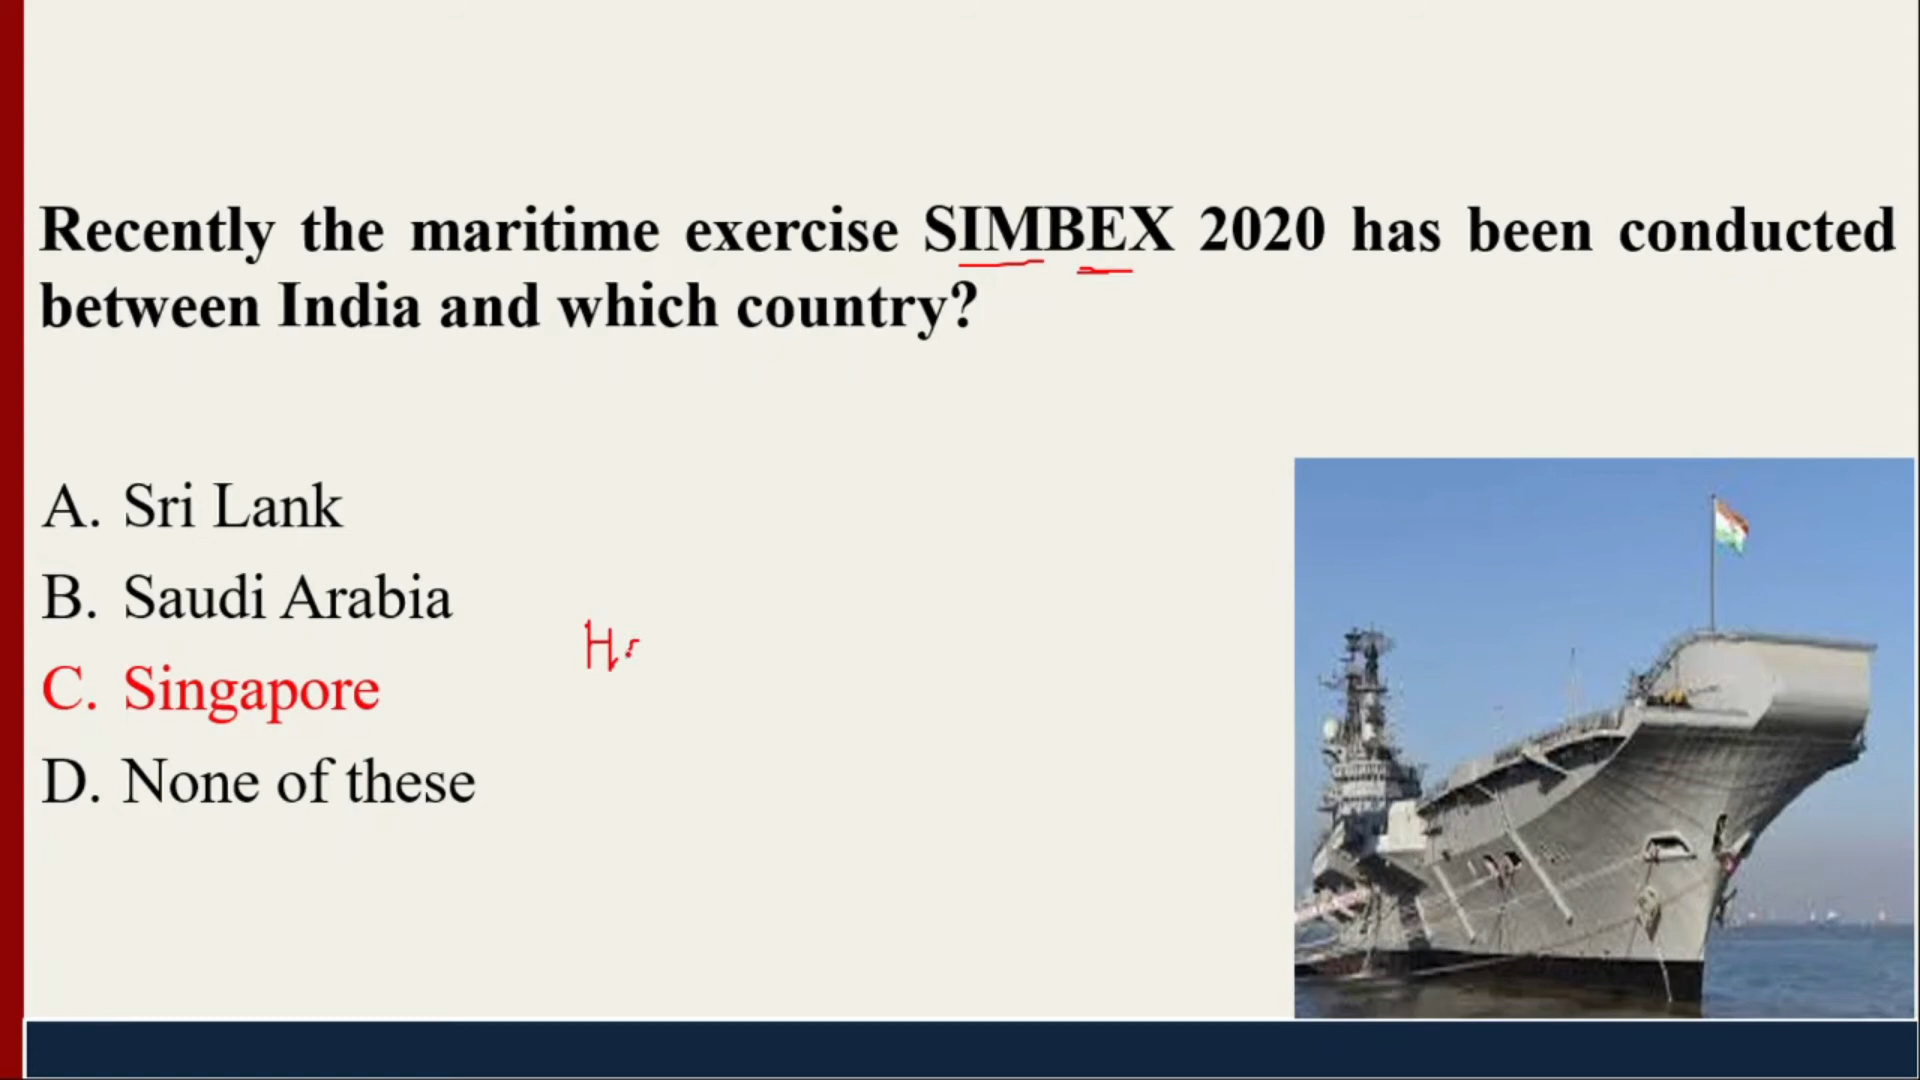 Recently the maritime exercise SIMBEX 2020 has been conducted
between India and which country?
A. Sri Lank
B. Saudi Arabia
C. Singapore
D. None of these